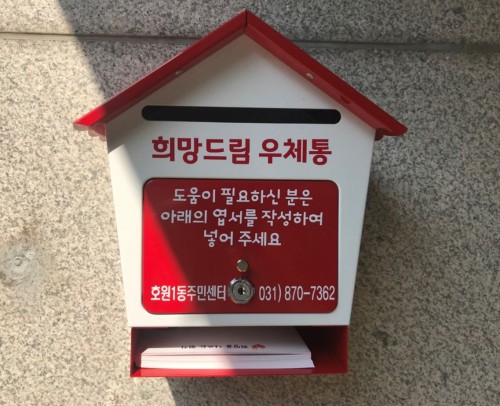 희망드림 우체통
도움이 필요하신 분은
아래의 엽서를 작성하여
넣어 주세요
호원1동주민센터 031) 870-7362